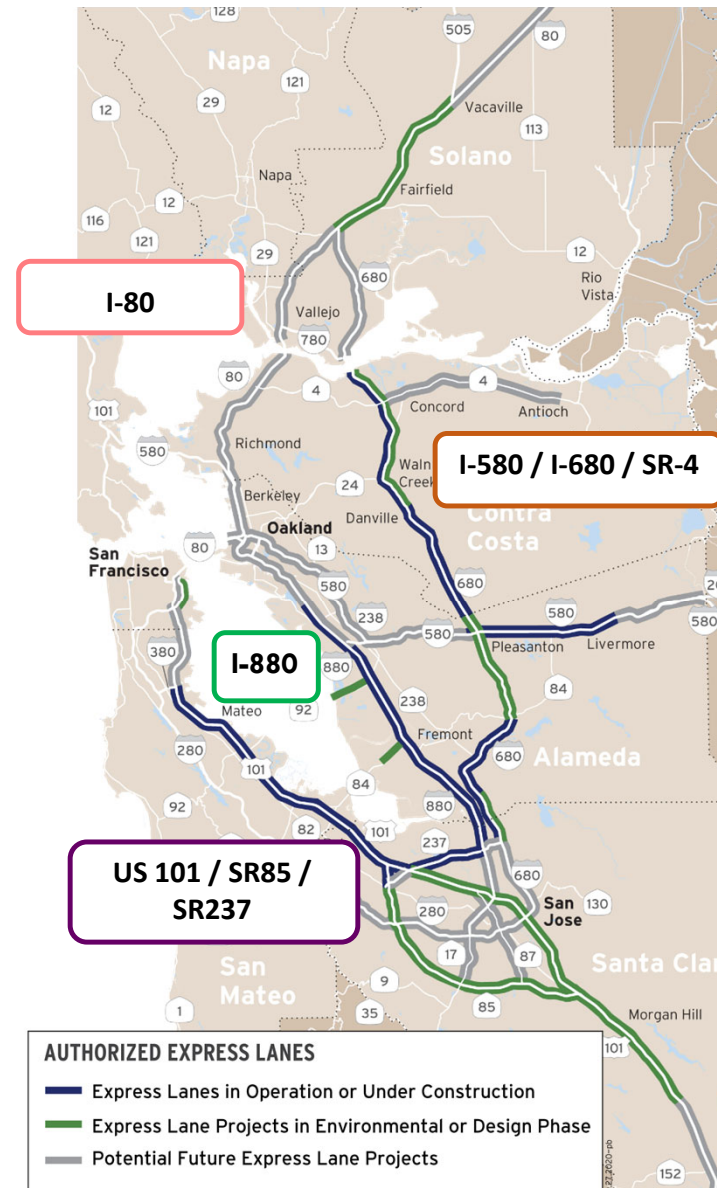 128
505
80
Napa
121
29
Vacaville
12
113
Solano
Napa
Fairfield
12
116
121
29
12
680
Rio
Vista
I-80
Vallejo
780
80
4
4
101
Concord
Antioch
Richmond
580
I-580 / I-680 / SR-4
Waln
Creek
24
Berkeley
Danville
Contra
Costa
Oakland
80
13
San
Francisco
580
680
238
580
580
580
Pleasanton
Livermore
380
I-880
880
84
Mateo
92
238
280
Fremont
680
Alameda
101
84
92
880
82
101
237
US 101 / SR85 /
SR237
680
130
280
San
Jose
17
87
San
Mateo
9
Santa Clar
1
35
85
Morgan Hill
101
AUTHORIZED EXPRESS LANES
Express Lanes in Operation or Under Construction
Express Lane Projects in Environmental or Design Phase
Potential Future Express Lane Projects
152